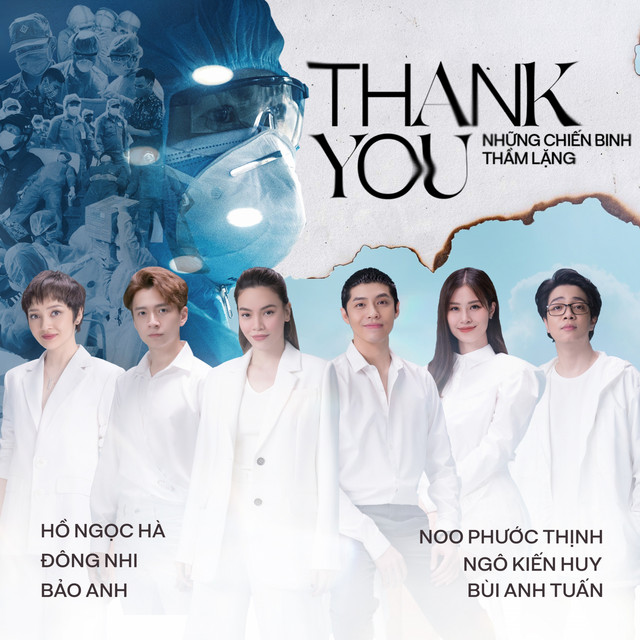 THANK
YOU
NHỮNG CHIẾN BINH
THẦM LẶNG
HỒ NGỌC HÀ
ĐÔNG NHI
BẢO ANH
NOO PHƯỚC THỊNH
NGÔ KIẾN HUY
BÙI ANH TUẤN